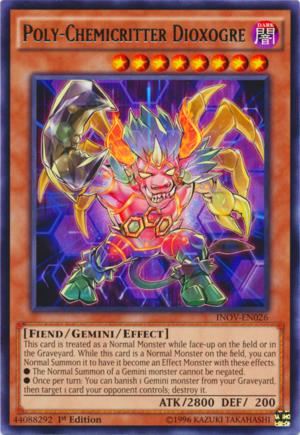 POLY-CHEMICRITTER DIOXOGRE
DARK
闇
INOV-EN026
[FIEND/GEMINI/EFFECT]
This card is treated as a Normal Monster while face-up on the field or in
the Graveyard. While this card is a Normal Monster on the field, you can
Normal Summon it to have it become an Effect Monster with these effects
● The Normal Summon of a Gemini monster cannot be negated.
● Once per turn: You can banish 1 Gemini monster from your Graveyard,
then target 1 card your opponent controls; destroy it.
ATK/2800 DEF/ 200
44088292 1st Edition ©1996 KAZUKI TAKAHASHI